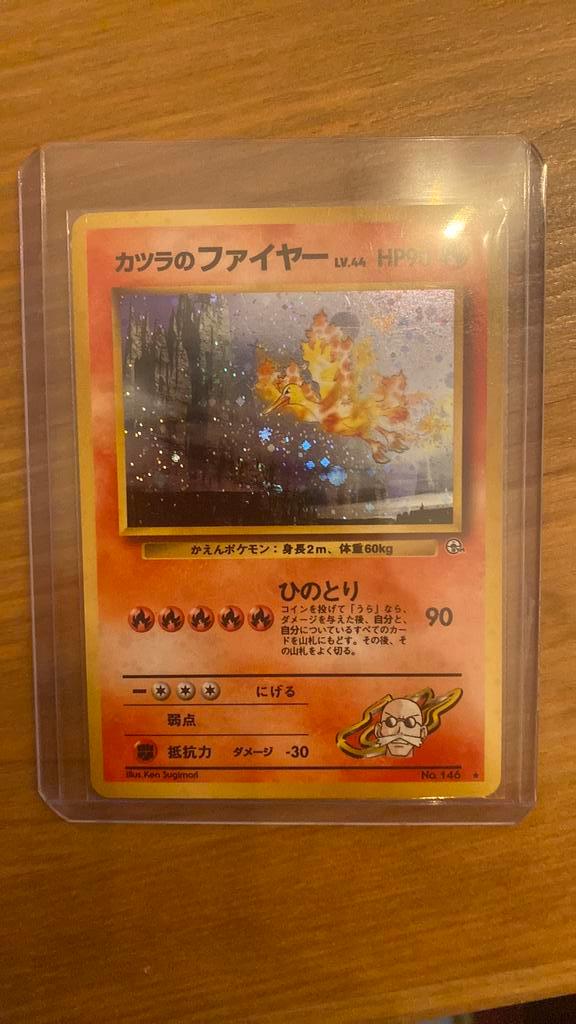 カツラのファイヤー LV.44 HP90
かえんポケモン：身長2m、体重60kg
ひのとり
コインを投げて「うら」なら、
ダメージを与えた後、自分と、
自分についているすべてのカー
ドを山札にもどす。その後、そ
の山札をよく切る。
90
にげる
弱点
抵抗力 ダメージ -30
Illus. Ken Sugimori
No. 146 ★